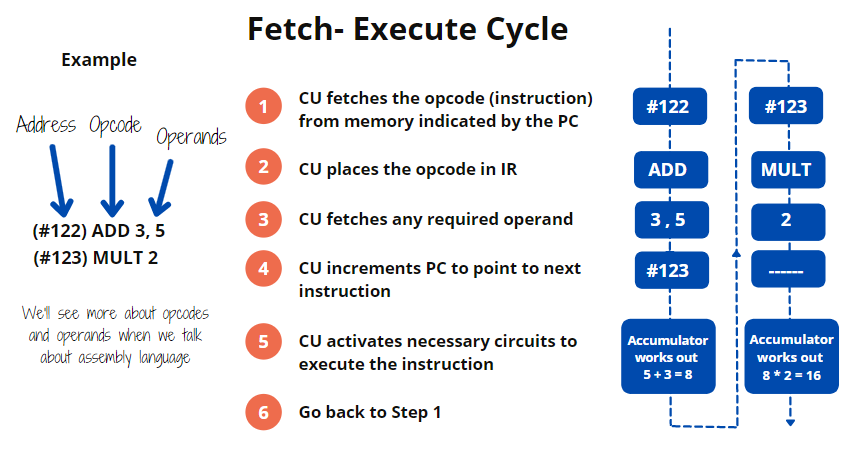 Fetch- Execute Cycle
Example
Address Opcode Operands
(#122) ADD 3, 5
(#123) MULT 2
We¶ see more about opcodes
and operands when we talk
about assembly language
1
CU fetches the opcode (instruction)
from memory indicated by the PC
2
CU places the opcode in IR
3
CU fetches any required operand
4
CU increments PC to point to next
instruction
5
CU activates necessary circuits to
execute the instruction
6
Go back to Step 1
#122
ADD
3 , 5
#123
Accumulator
works out
5 + 3 = 8
#123
MULT
2
------
Accumulator
works out
8 * 2 = 16